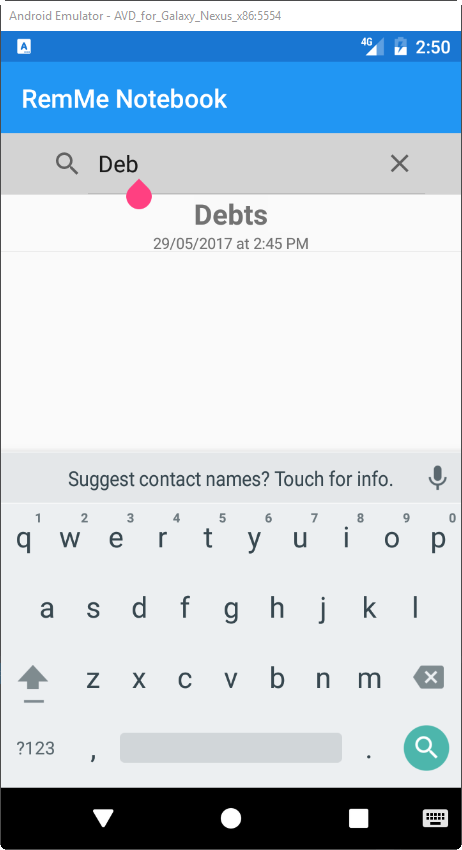 Android Emulator - AVD_for_Galaxy_Nexus_x86:5554
A 4G 2:50
RemMe Notebook
Deb
Debts
29/05/2017 at 2:45 PM
Suggest contact names? Touch for info.
1 2 3 4 5 6 7 8 9 0
q w e r t y u i o p
a s d f g h j k l
z x c v b n m
?123 , .